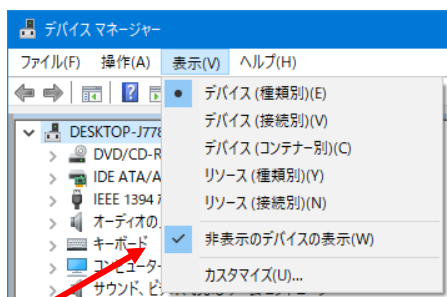 デバイス マネージャー
ファイル(F) 操作(A) 表示(V) ヘルプ(H)
デバイス (種類別)(E)
デバイス (接続別)(V)
デバイス (コンテナー別)(C)
リソース (種類別)(Y)
リソース (接続別)(N)
非表示のデバイスの表示(W)
カスタマイズ(U)...
DESKTOP-J778
DVD/CD-R
IDE ATA/A
IEEE 1394
オーディオの
キーボード
コンピューター
サウンド、ビ